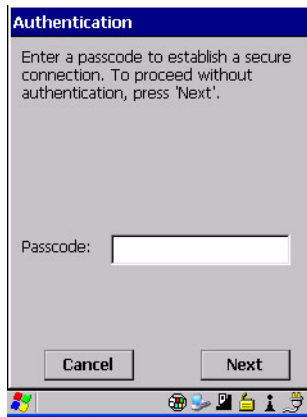 Authentication
Enter a passcode to establish a secure
connection. To proceed without
authentication, press 'Next'.
Passcode:
Cancel
Next